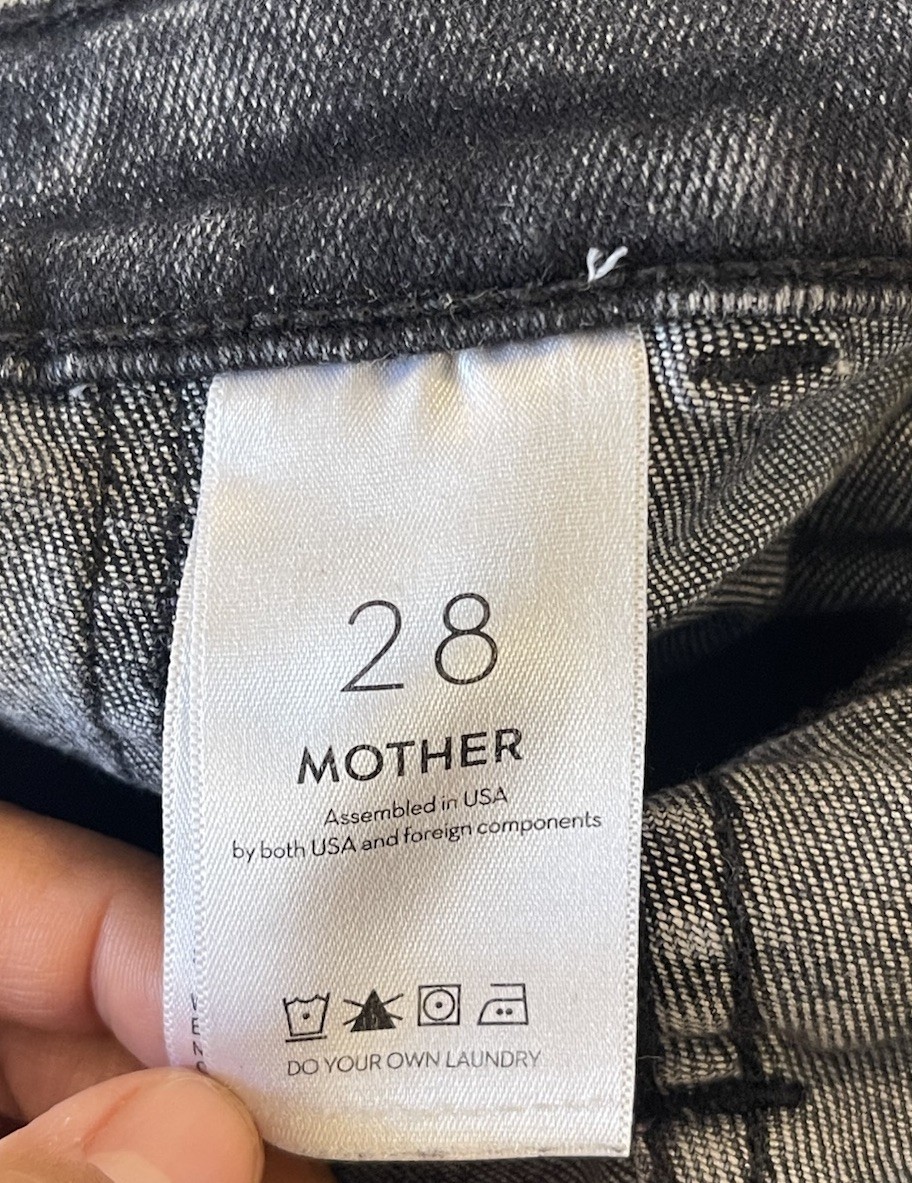 28
MOTHER
Assembled in USA
by both USA and foreign components
DO YOUR OWN LAUNDRY